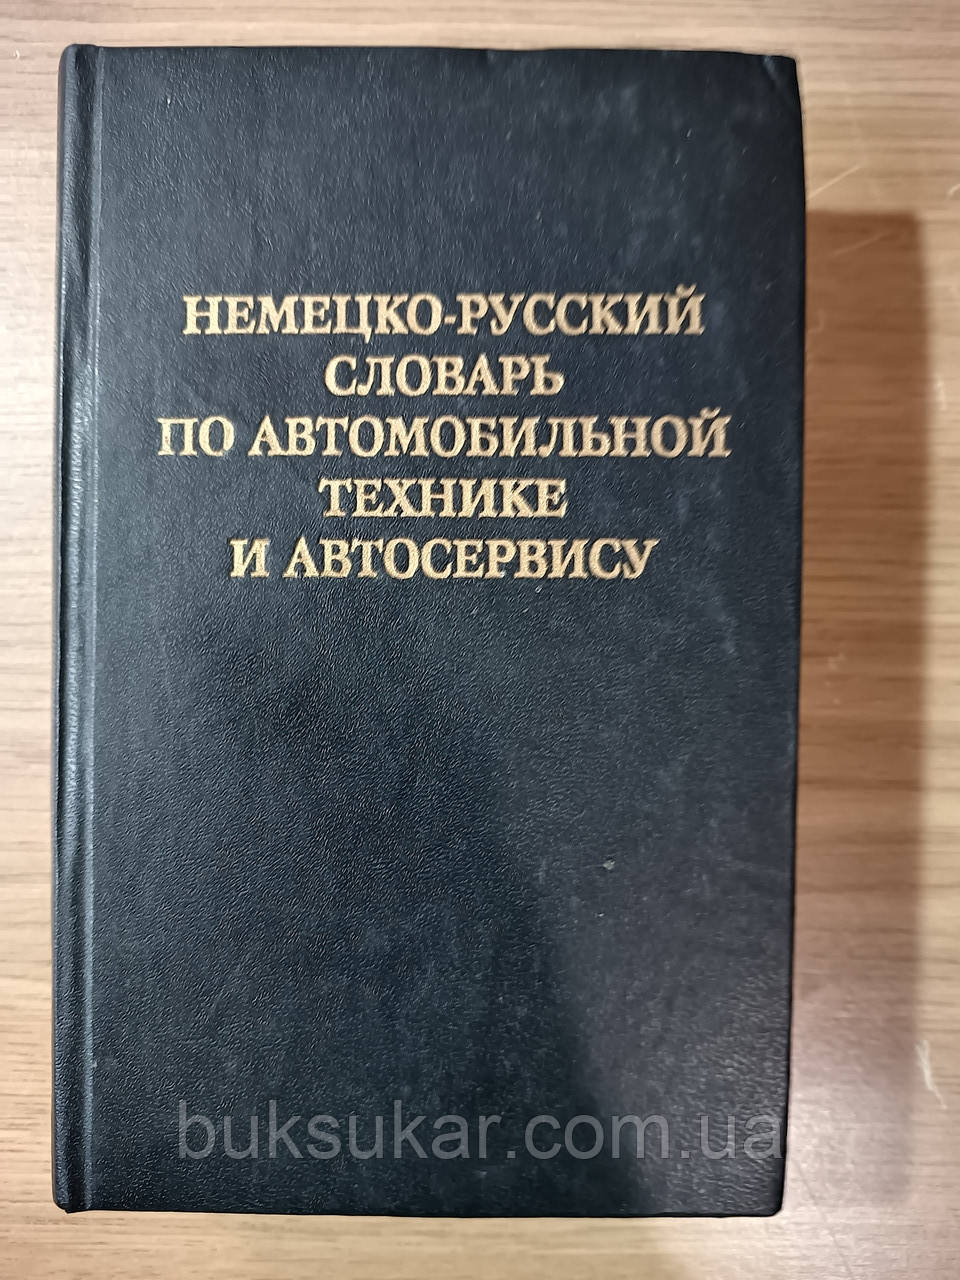 НЕМЕЦКО-РУССКИЙ
СЛОВАРЬ
ПО АВТОМОБИЛЬНОЙ
ТЕХНИКЕ
И АВТОСЕРВИСУ
buksukar.com.ua